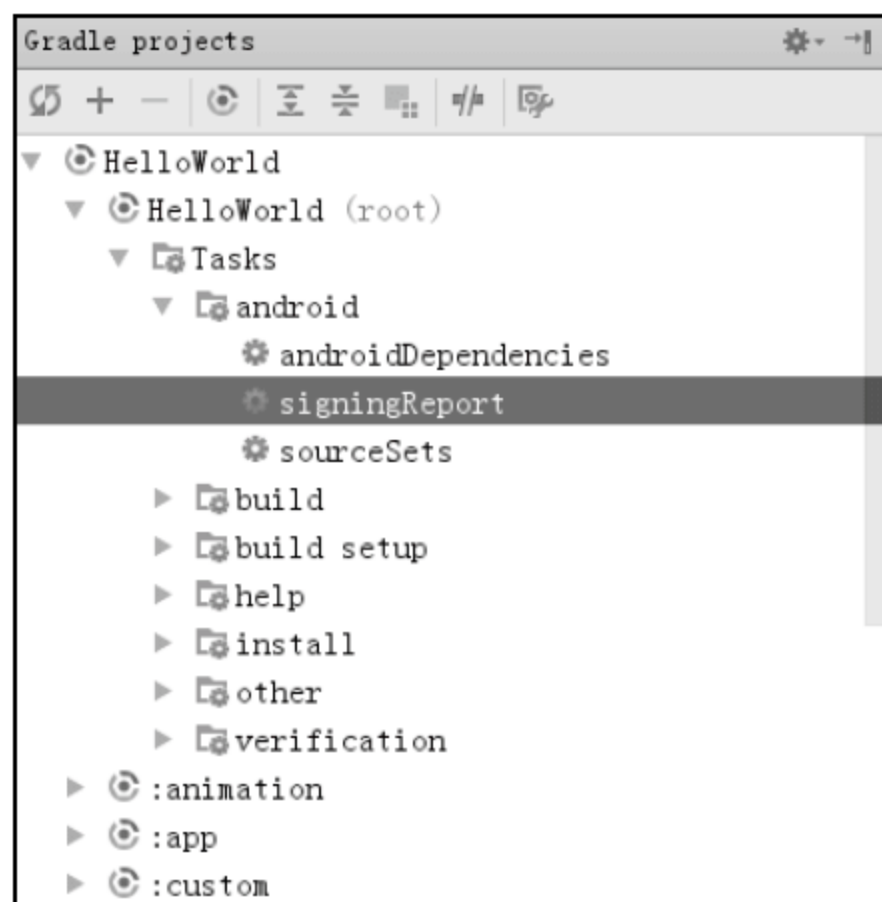 Gradle projects
HelloWorld
HelloWorld (root)
Tasks
android
androidDependencies
signingReport
sourceSets
build
build setup
help
install
other
verification
:animation
:app
:custom